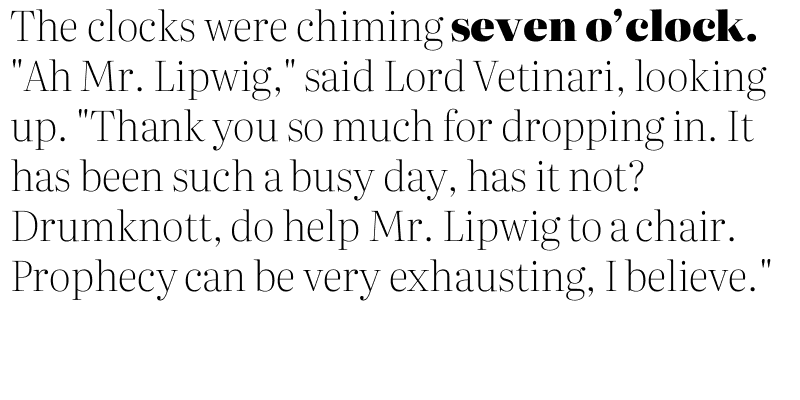 The clocks were chiming seven o’clock.
"Ah Mr. Lipwig," said Lord Vetinari, looking
up. "Thank you so much for dropping in. It
has been such a busy day, has it not?
Drumknott, do help Mr. Lipwig to a chair.
Prophecy can be very exhausting, I believe."